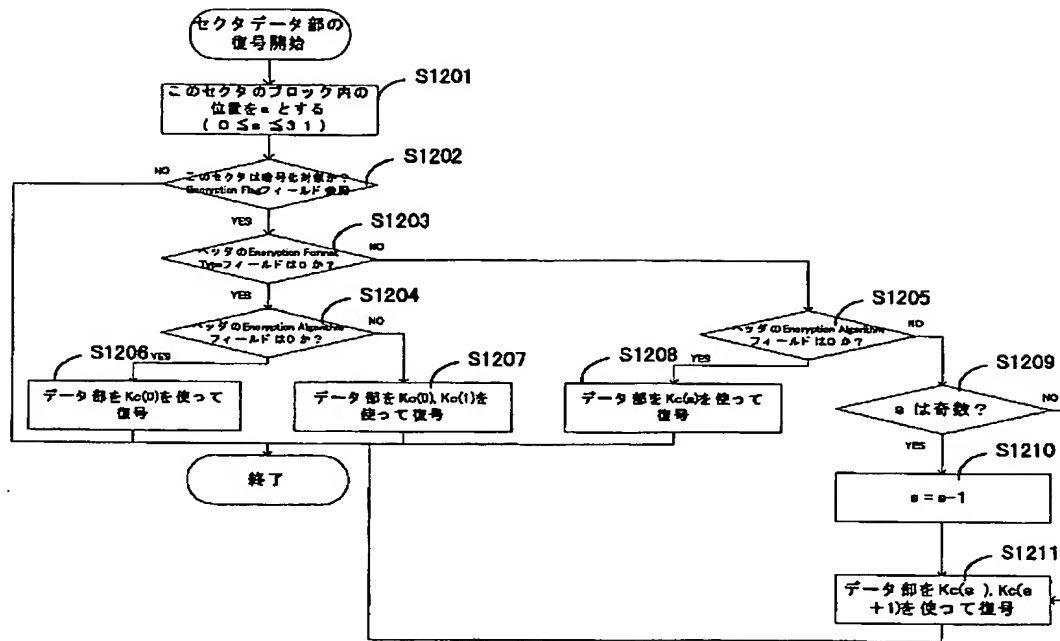 セクタデータ部の
復号開始
S1201
このセクタのブロック内の
位置をs とする
( 0 ≦s ≦3 1 )
S1202
NO
このセクタは暗号化対象か?
Encryption Flagフィールド参照
YES
S1203
ヘッダのEncryption Format
Typeフィールドは0 か?
NO
YES
S1204
ヘッダのEncryption Algorithm
フィールドは0 か?
NO
YES
S1205
ヘッダのEncryption Algorithm
フィールドは0 か?
NO
YES
S1206
データ部をKc(0)を使って
復号
S1207
データ部をKc(0), Kc(1)を
使って復号
S1208
データ部をKc(s)を使って
復号
S1209
s は奇数?
NO
YES
終了
S1210
s = s-1
S1211
データ部をKc(s ), Kc(s
+1)を使って復号